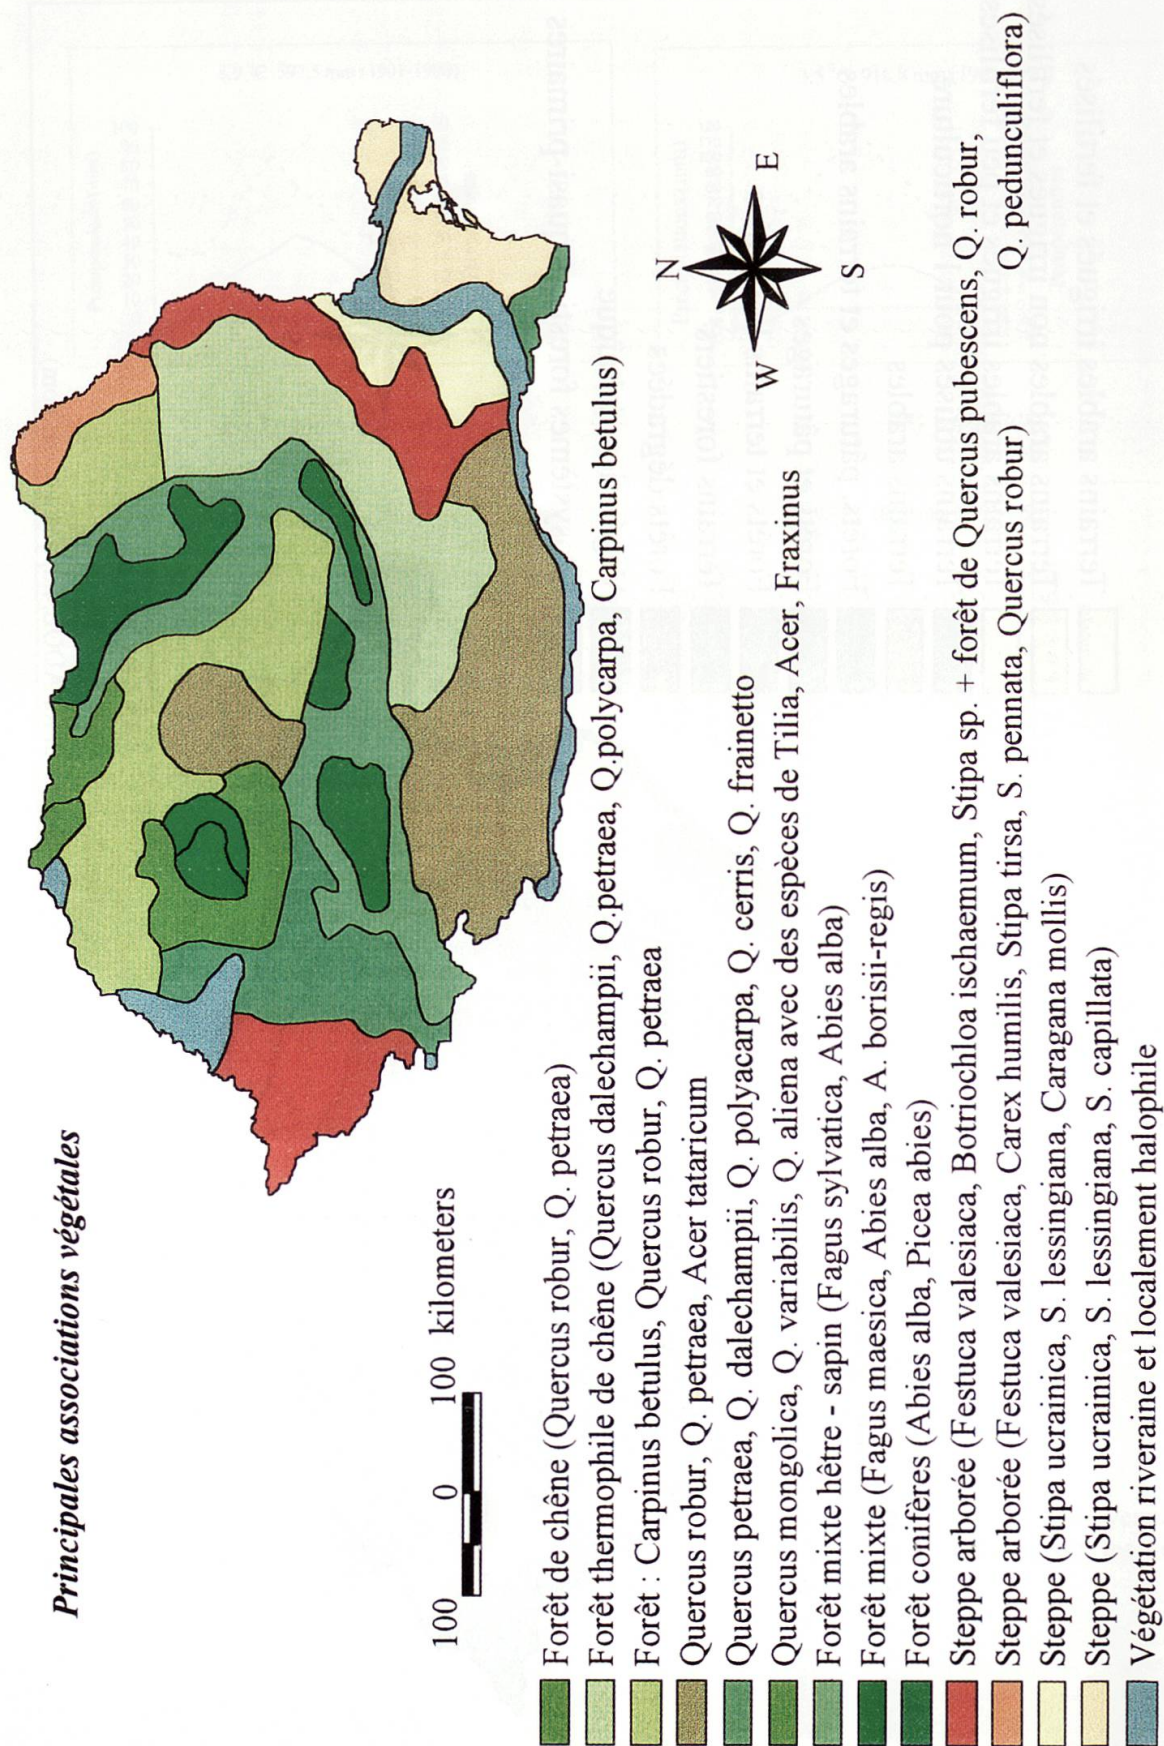 Principales associations végétales
100 0 100 kilometers
N
W E
S
Forêt de chêne (Quercus robur, Q. petraea)
Forêt thermophile de chêne (Quercus dalechampii, Q.petraea, Q.polycarpa, Carpinus betulus)
Forêt : Carpinus betulus, Quercus robur, Q. petraea
Quercus robur, Q. petraea, Acer tataricum
Quercus petraea, Q. dalechampii, Q. polyacarpa, Q. cerris, Q. frainetto
Quercus mongolica, Q. variabilis, Q. aliena avec des espèces de Tilia, Acer, Fraxinus
Forêt mixte hêtre - sapin (Fagus sylvatica, Abies alba)
Forêt mixte (Fagus maesica, Abies alba, A. borisii-regis)
Forêt conifères (Abies alba, Picea abies)
Steppe arborée (Festuca valesiaca, Botriochloa ischaemum, Stipa sp. + forêt de Quercus pubescens, Q. robur,
Q. pedunculiflora)
Steppe arborée (Festuca valesiaca, Carex humilis, Stipa tirsa, S. pennata, Quercus robur)
Steppe (Stipa ucrainica, S. lessingiana, Caragana mollis)
Steppe (Stipa ucrainica, S. lessingiana, S. capillata)
Végétation riveraine et localement halophile